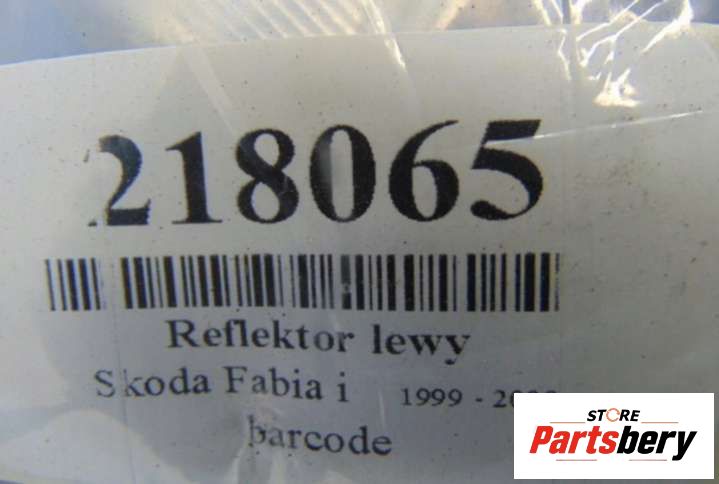 218065
Reflektor lewy
Skoda Fabia i 1999 -
barcode
STORE
Partsbery